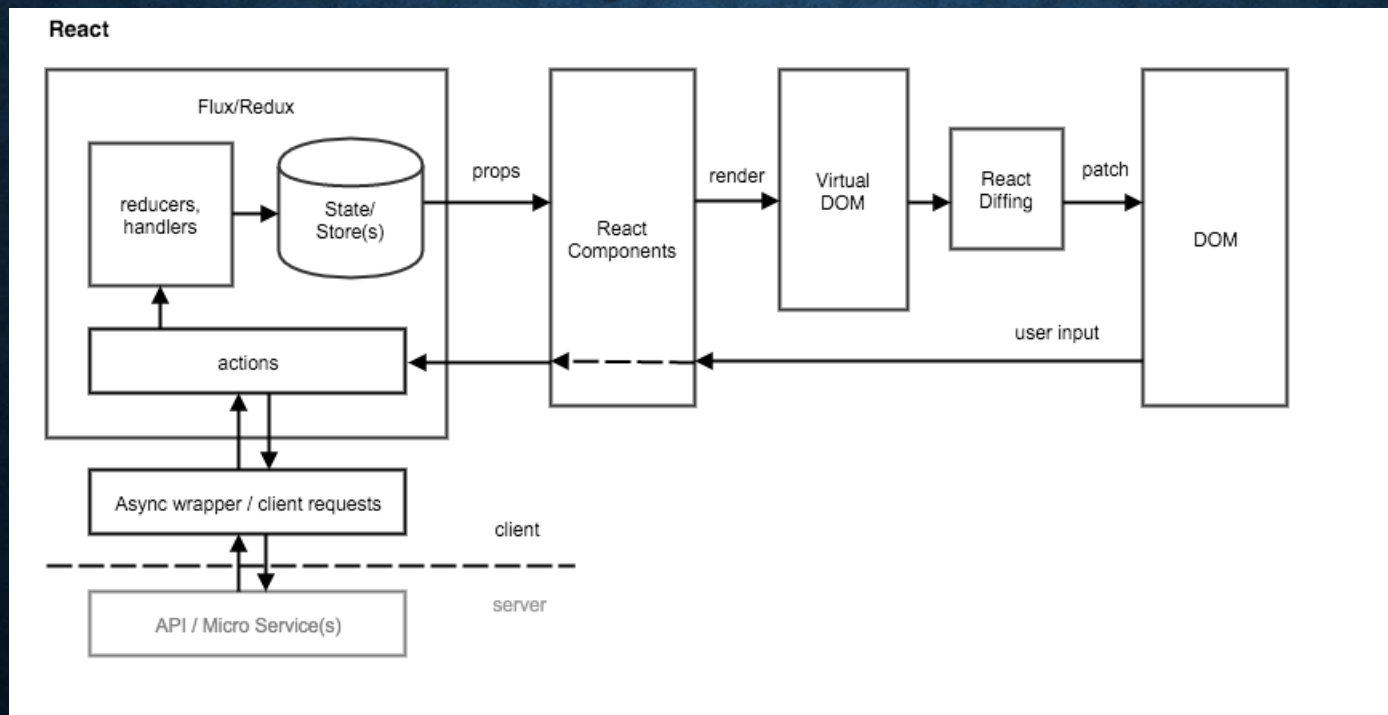 React
Flux/Redux
reducers,
handlers
State/
Store(s)
props
React
Components
render
Virtual
DOM
React
Diffing
patch
DOM
user input
actions
Async wrapper / client requests
client
server
API / Micro Service(s)